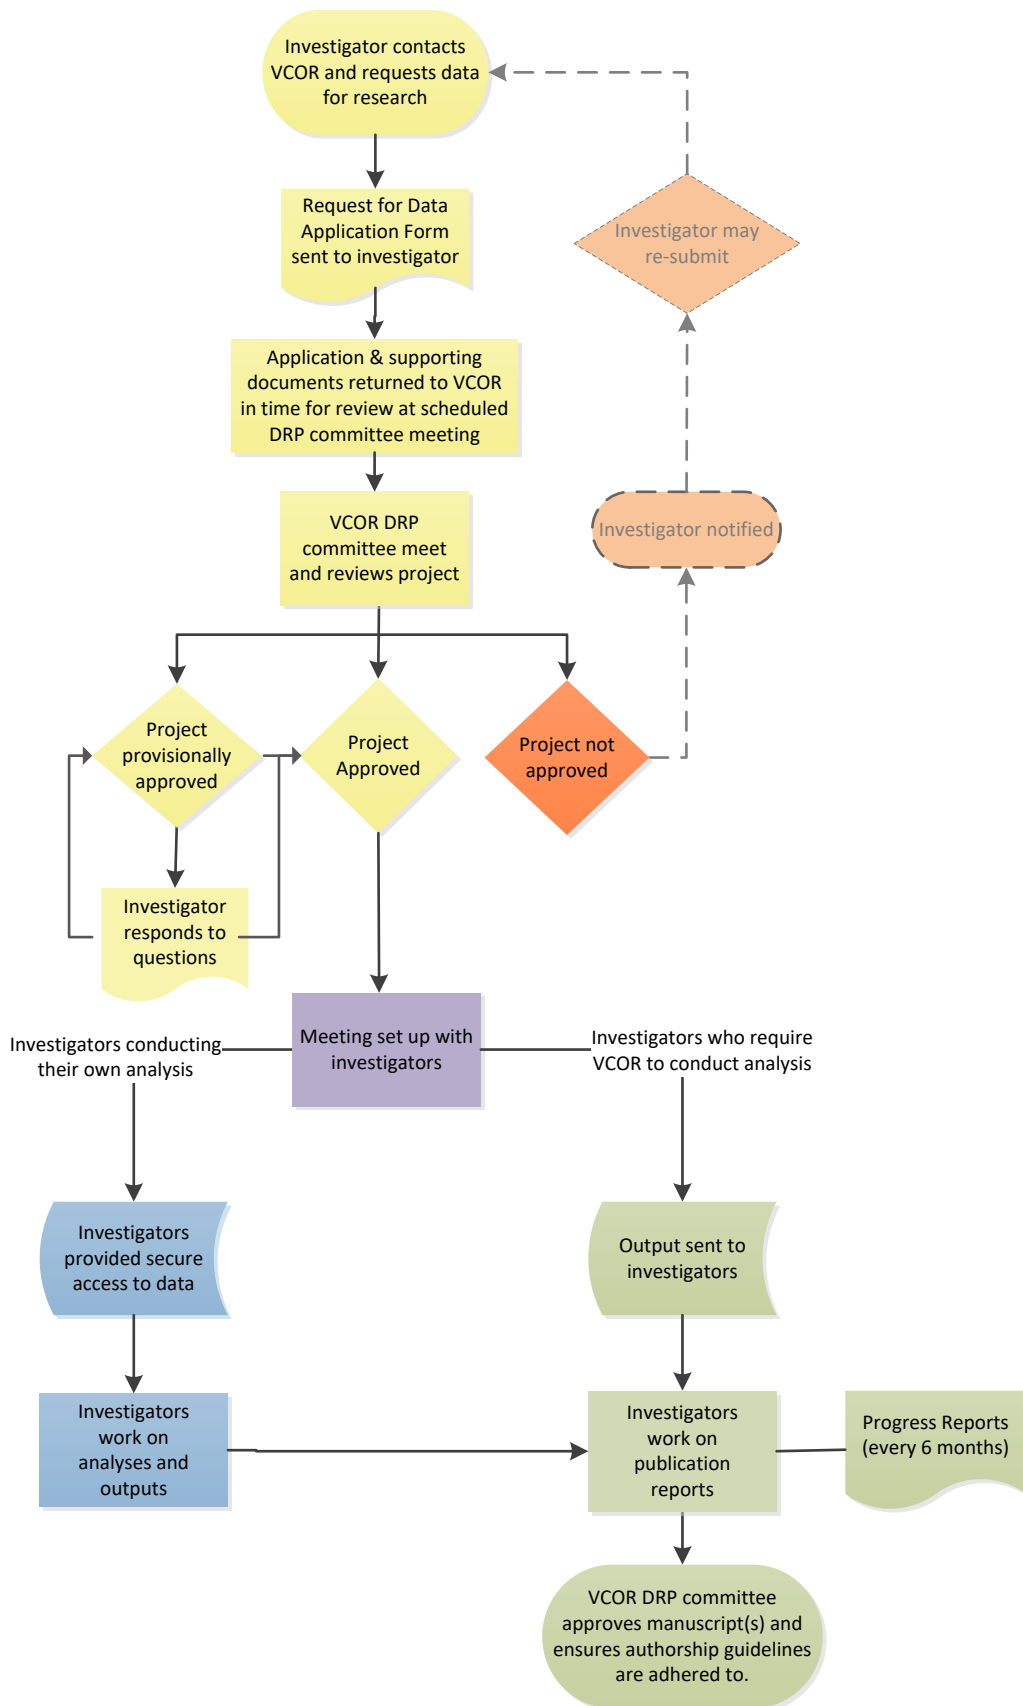 Investigator contacts
VCOR and requests data
for research
Request for Data
Application Form
sent to investigator
Investigator may
re-submit
Application & supporting
documents returned to VCOR
in time for review at scheduled
DRP committee meeting
VCOR DRP
committee meet
and reviews project
Investigator notified
Project
provisionally
approved
Project
Approved
Project not
approved
Investigator
responds to
questions
Meeting set up with
investigators
Investigators conducting
their own analysis
Investigators who require
VCOR to conduct analysis
Investigators
provided secure
access to data
Output sent to
investigators
Investigators
work on
analyses and
outputs
Investigators
work on
publication
reports
Progress Reports
(every 6 months)
VCOR DRP committee
approves manuscript(s) and
ensures authorship guidelines
are adhered to.